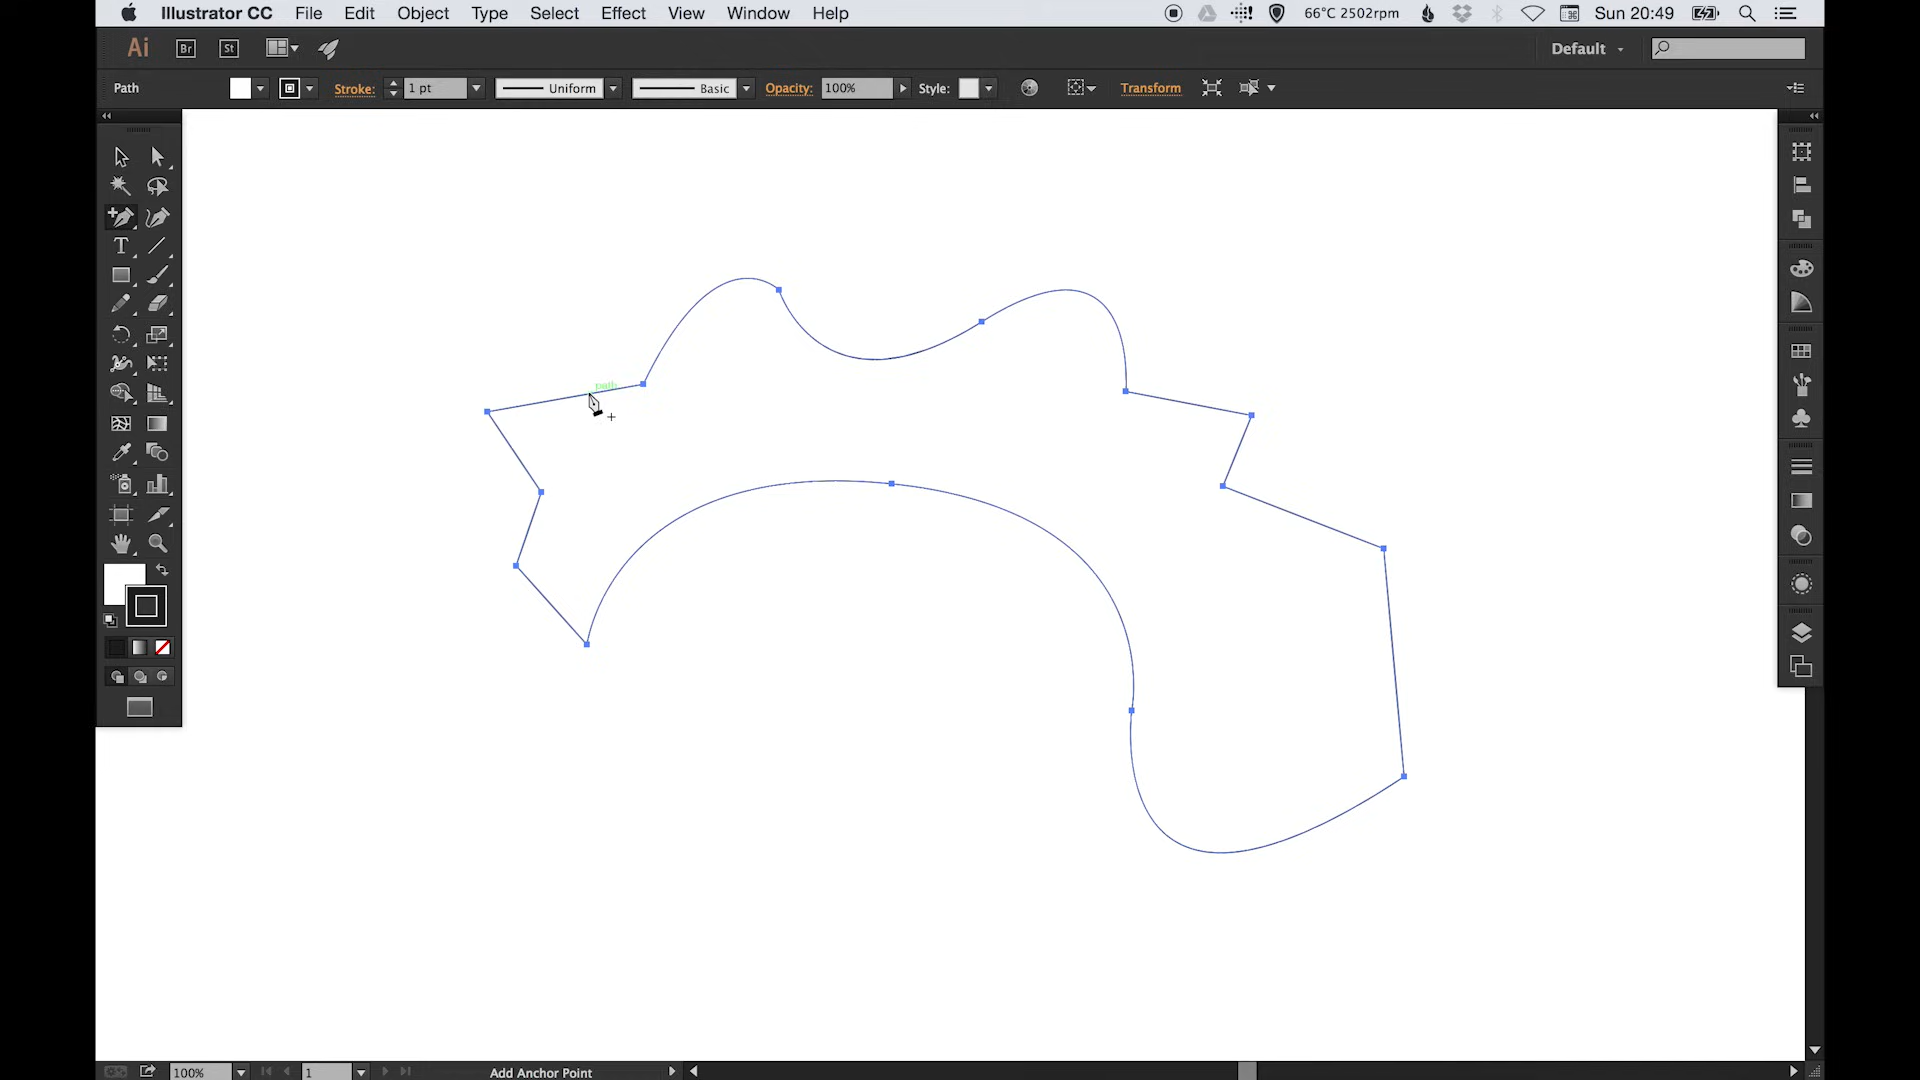 Illustrator CC File Edit Object Type Select Effect View Window Help 66°C 2502rpm Sun 20:49
Ai Br St Default
Path Stroke: 1 pt Uniform Basic Opacity: 100% Style: Transform
T
path
100% 1 Add Anchor Point